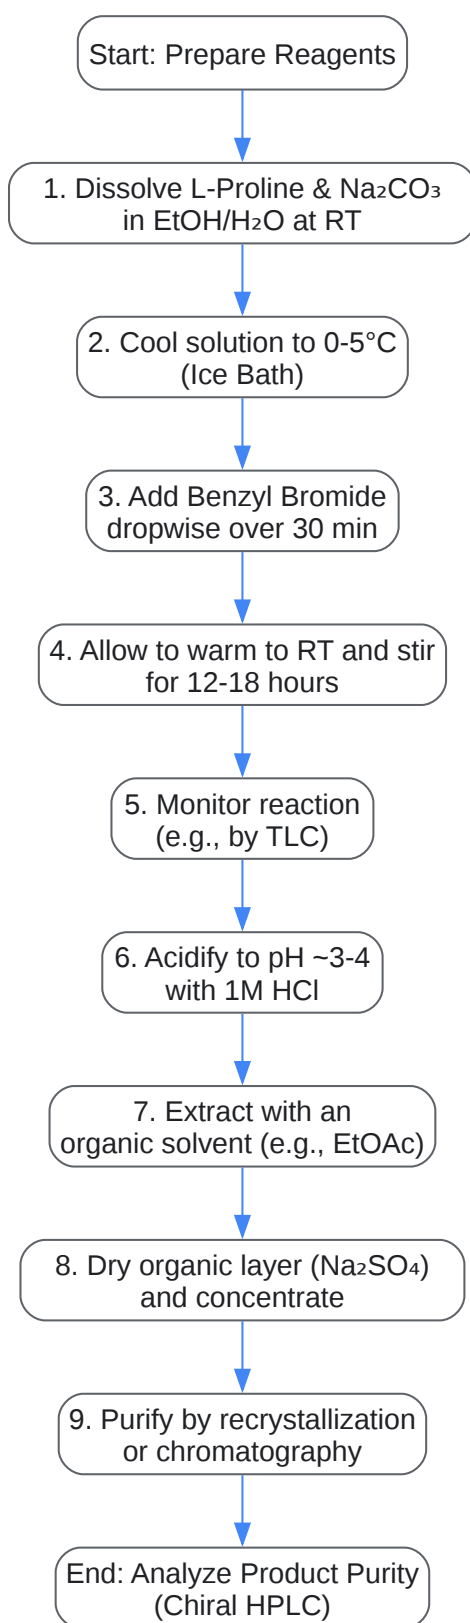 Start: Prepare Reagents
1. Dissolve L-Proline & Na₂CO₃
in EtOH/H₂O at RT
2. Cool solution to 0-5°C
(Ice Bath)
3. Add Benzyl Bromide
dropwise over 30 min
4. Allow to warm to RT and stir
for 12-18 hours
5. Monitor reaction
(e.g., by TLC)
6. Acidify to pH ~3-4
with 1M HCl
7. Extract with an
organic solvent (e.g., EtOAc)
8. Dry organic layer (Na₂SO₄)
and concentrate
9. Purify by recrystallization
or chromatography
End: Analyze Product Purity
(Chiral HPLC)